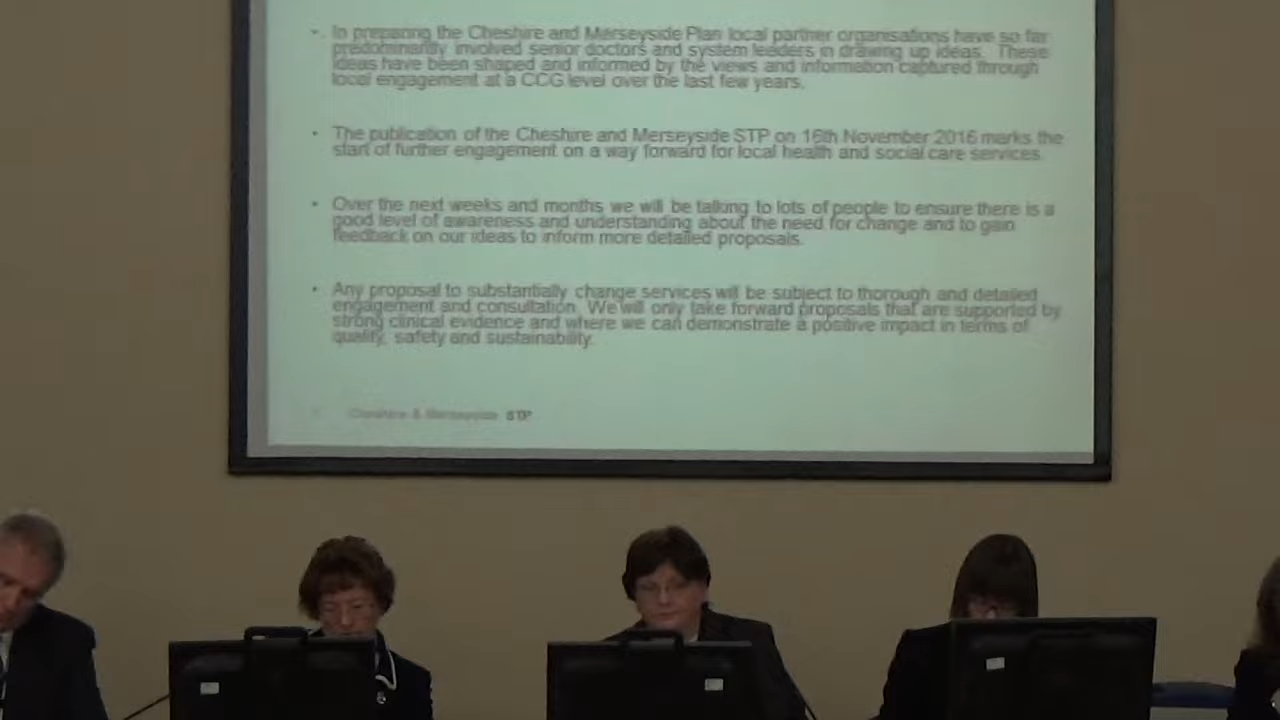 • In preparing the Cheshire and Merseyside Plan local partner organisations have so far
predominantly involved senior doctors and system leaders in drawing up ideas. These
ideas have been shaped and informed by the views and information captured through
local engagement at a CCG level over the last few years.
• The publication of the Cheshire and Merseyside STP on 16th November 2016 marks the
start of further engagement on a way forward for local health and social care services.
• Over the next weeks and months we will be talking to lots of people to ensure there is a
good level of awareness and understanding about the need for change and to gain
feedback on our ideas to inform more detailed proposals.
• Any proposal to substantially change services will be subject to thorough and detailed
engagement and consultation. We will only take forward proposals that are supported by
strong clinical evidence and where we can demonstrate a positive impact in terms of
quality, safety and sustainability.
Cheshire & Merseyside STP